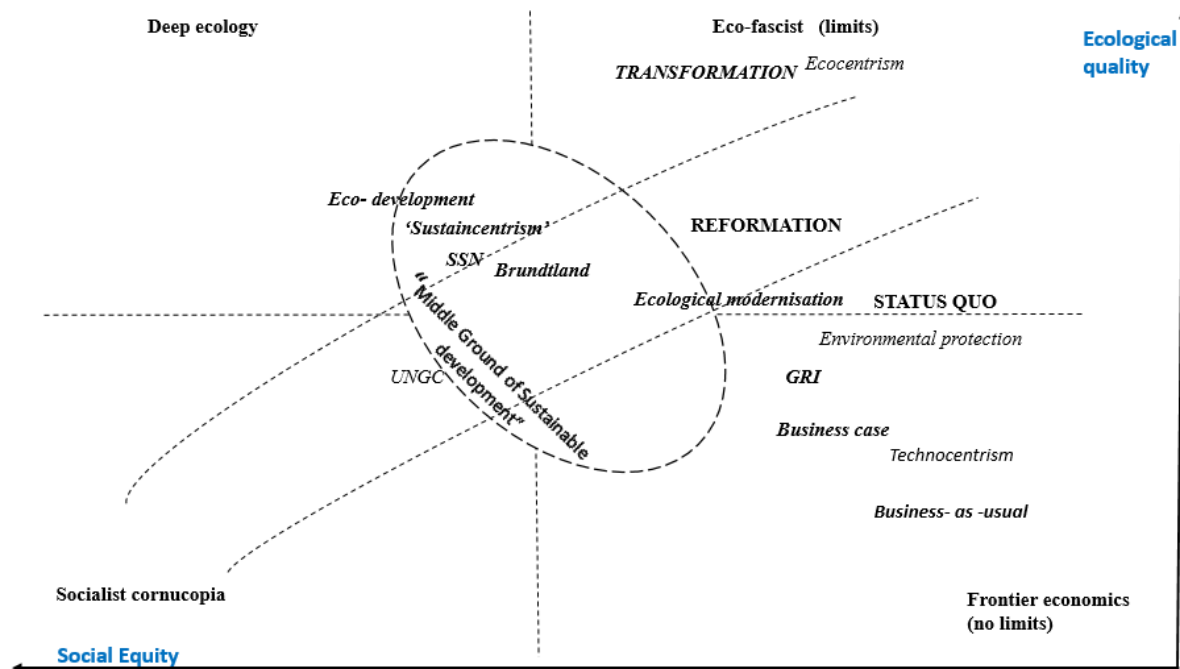 Deep ecology
Eco-fascist (limits)
Ecological
quality
TRANSFORMATION
Ecocentrism
Eco- development
‘Sustaincentrism’
REFORMATION
SSN
Brundtland
Ecological modernisation
STATUS QUO
“Middle Ground of Sustainable
development”
Environmental protection
UNGC
GRI
Business case
Technocentrism
Business- as -usual
Socialist cornucopia
Frontier economics
(no limits)
Social Equity